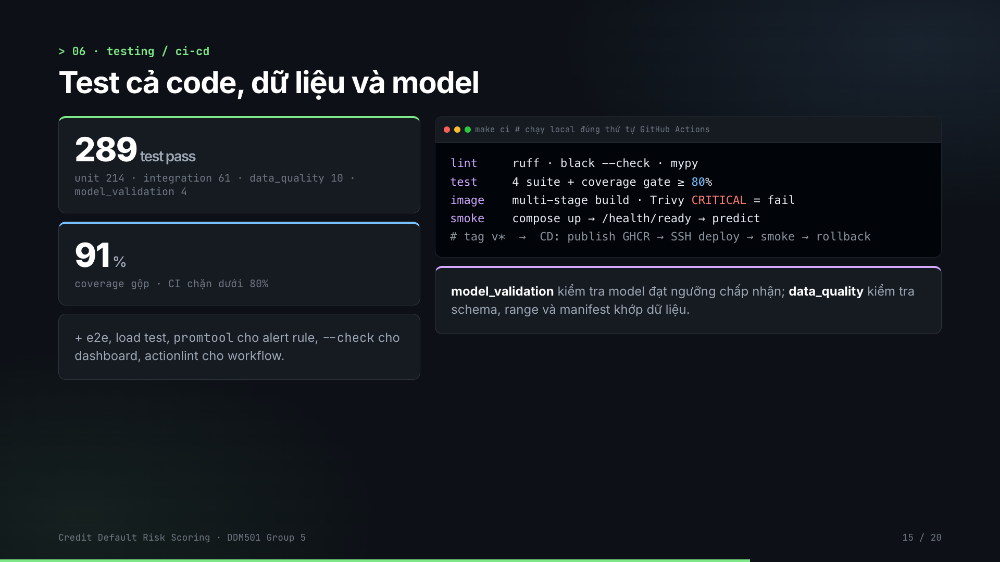 > 06 · testing / ci-cd
Test cả code, dữ liệu và model
289 test pass
unit 214 · integration 61 · data_quality 10 ·
model_validation 4
91 %
coverage gộp · CI chặn dưới 80%
+ e2e, load test, promtool cho alert rule, --check cho
dashboard, actionlint cho workflow.
make ci # chạy local đúng thứ tự GitHub Actions
lint ruff · black --check · mypy
test 4 suite + coverage gate ≥ 80%
image multi-stage build · Trivy CRITICAL = fail
smoke compose up → /health/ready → predict
# tag v* → CD: publish GHCR → SSH deploy → smoke → rollback
model_validation kiểm tra model đạt ngưỡng chấp nhận; data_quality kiểm tra
schema, range và manifest khớp dữ liệu.
Credit Default Risk Scoring · DDM501 Group 5
15 / 20